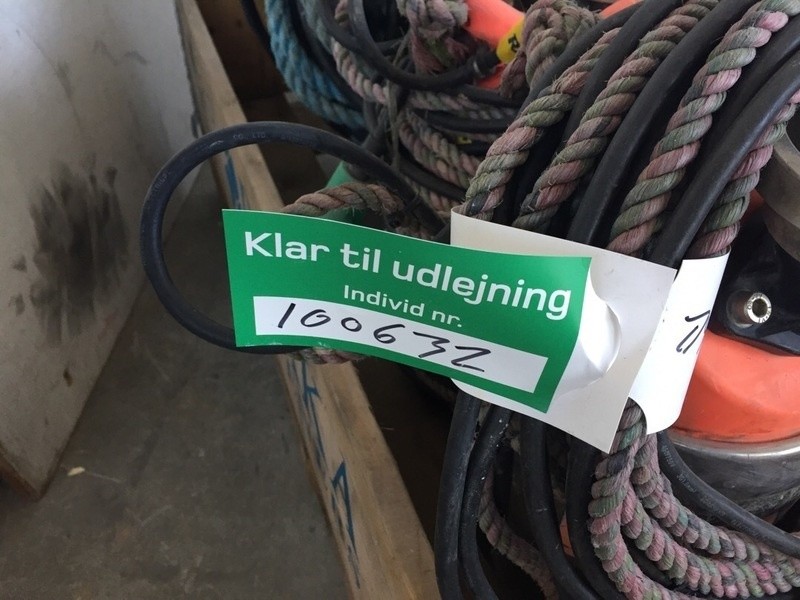 Klar til udlejning
Individ nr.
100632